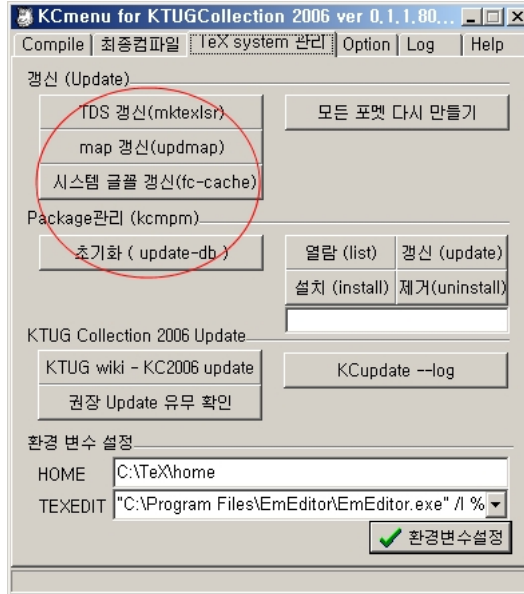 KCmenu for KTUGCollection 2006 ver 0.1.1.80...
Compile 최종컴파일 TeX system 관리 Option Log Help
갱신 (Update)
TDS 갱신(mktexlsr) 모든 포멧 다시 만들기
map 갱신(updmap)
시스템 글꼴 갱신(fc-cache)
Package관리 (kcmpm)
초기화 ( update-db ) 열람 (list) 갱신 (update)
설치 (install) 제거(uninstall)
KTUG Collection 2006 Update
KTUG wiki - KC2006 update KCupdate --log
권장 Update 유무 확인
환경 변수 설정
HOME C:\TeX\home
TEXEDIT "C:\Program Files\EmEditor\EmEditor.exe" /l %
환경변수설정